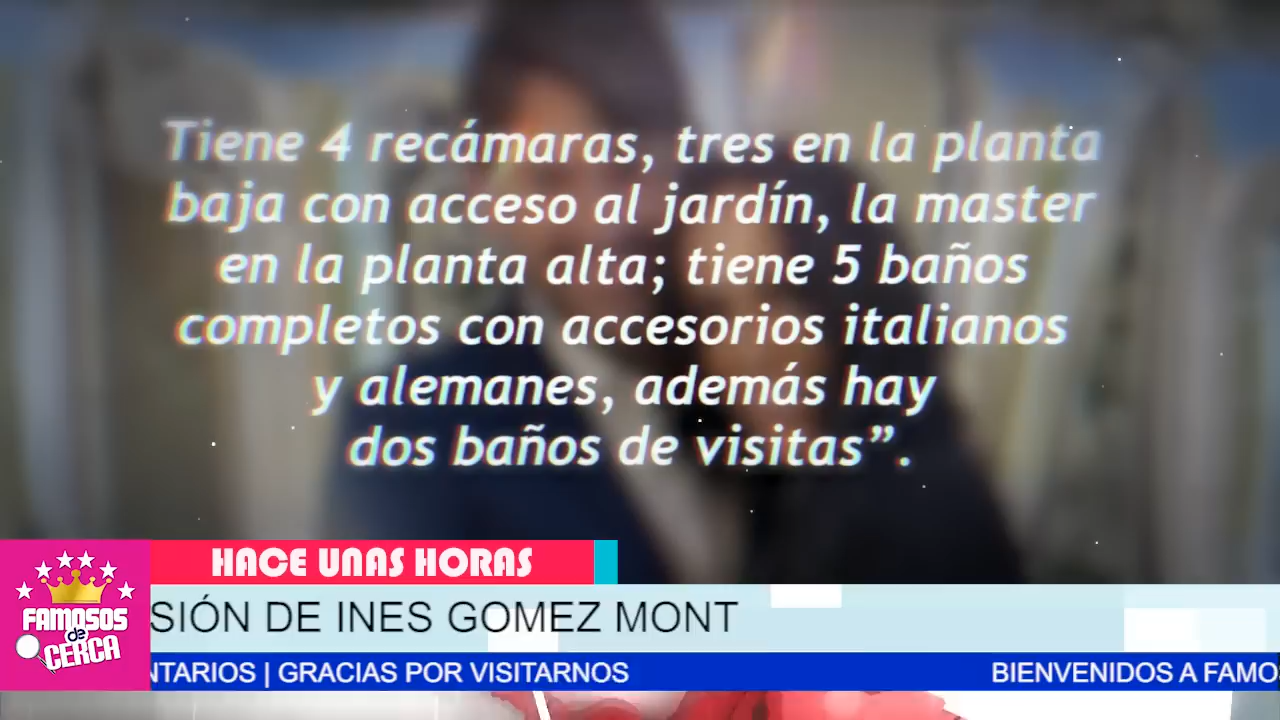 Tiene 4 recámaras, tres en la planta
baja con acceso al jardín, la master
en la planta alta; tiene 5 baños
completos con accesorios italianos
y alemanes, además hay
dos baños de visitas”.
HACE UNAS HORAS
SIÓN DE INES GOMEZ MONT
FAMOSOS
de
CERCA
NTARIOS | GRACIAS POR VISITARNOS
BIENVENIDOS A FAMOS